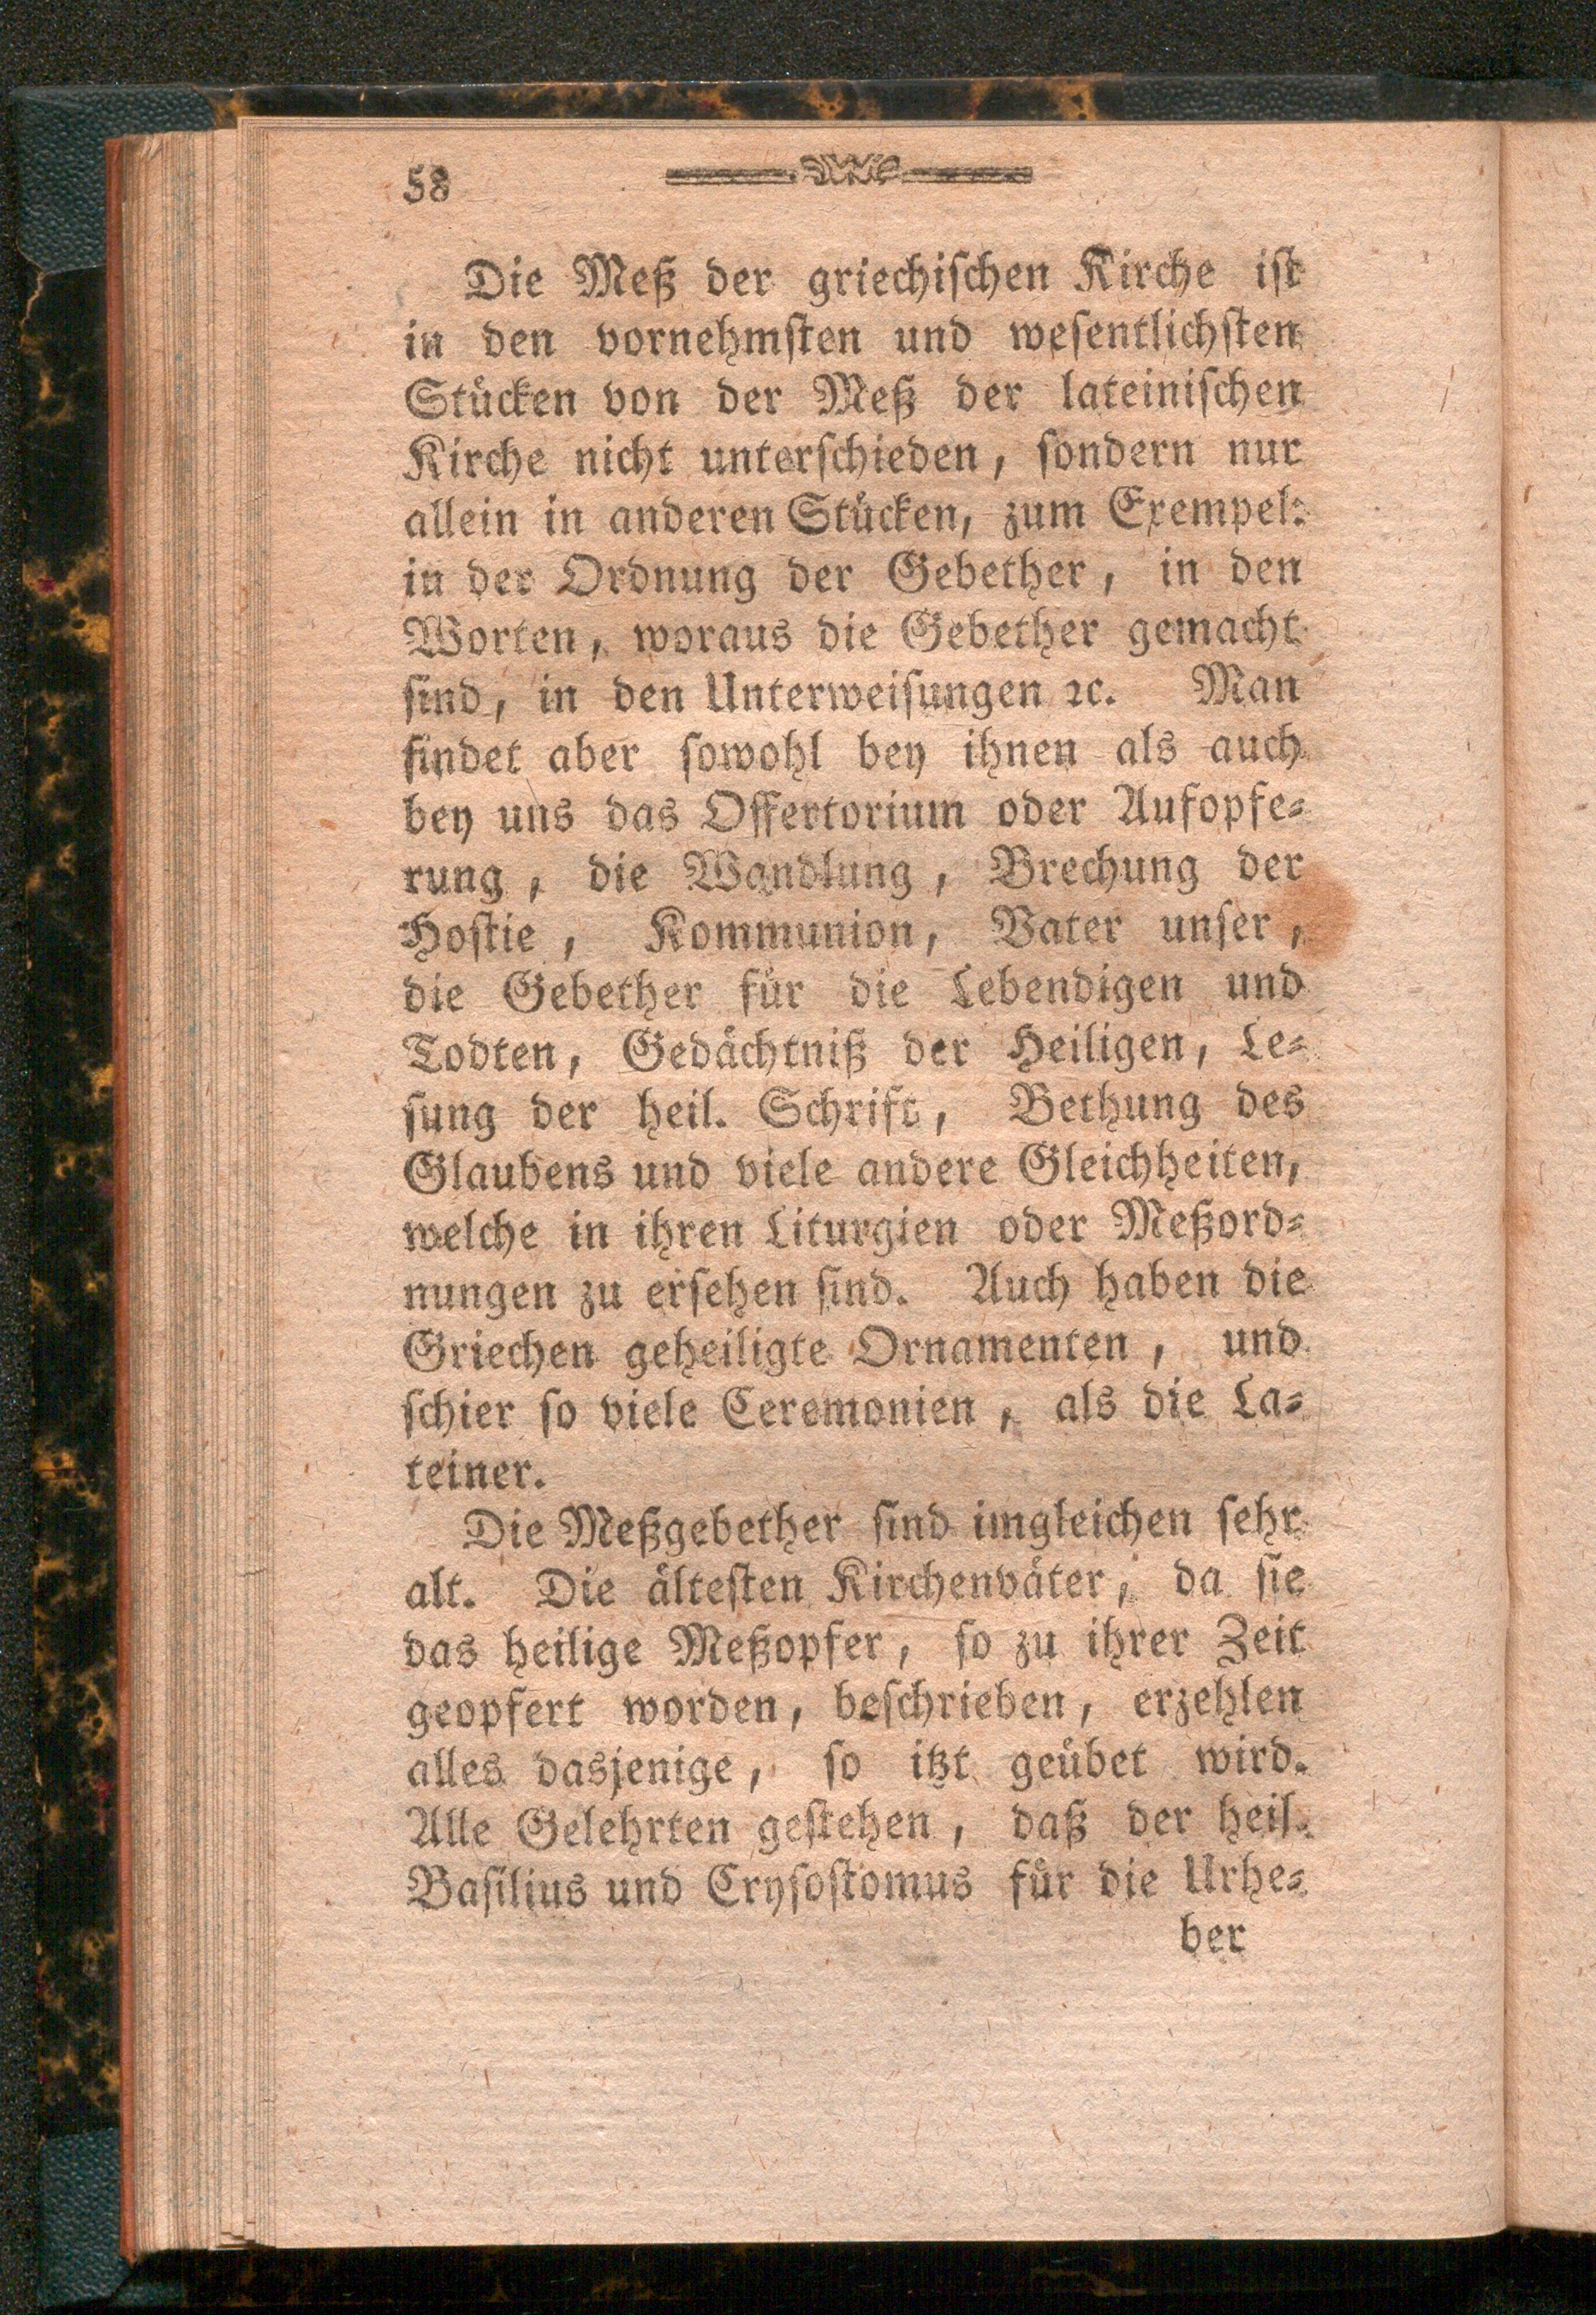 58
Die Meß der griechiſchen Kirche iſt
in den vornehmſten und weſentlichſten
Stücken von der Meß der lateiniſchen
Kirche nicht unterſchieden, ſondern nur
allein in anderen Stücken, zum Exempel:
in der Ordnung der Gebether, in den
Worten, woraus die Gebether gemacht
ſind, in den Unterweiſungen ꝛc. Man
findet aber ſowohl bey ihnen als auch
bey uns das Offertorium oder Aufopfe⸗
rung, die Wandlung, Brechung der
Hoſtie, Kommunion, Vater unſer,
die Gebether für die Lebendigen und
Todten, Gedächtniß der Heiligen, Le⸗
ſung der heil. Schrift, Bethung des
Glaubens und viele andere Gleichheiten,
welche in ihren Liturgien oder Meßord⸗
nungen zu erſehen ſind. Auch haben die
Griechen geheiligte Ornamenten, und
ſchier ſo viele Ceremonien, als die La⸗
teiner.
Die Meßgebether ſind imgleichen ſehr
alt. Die älteſten Kirchenväter, da ſie
das heilige Meßopfer, ſo zu ihrer Zeit
geopfert worden, beſchrieben, erzehlen
alles dasjenige, ſo itzt geübet wird.
Alle Gelehrten geſtehen, daß der heil.
Baſilius und Cryſoſtomus für die Urhe⸗
ber